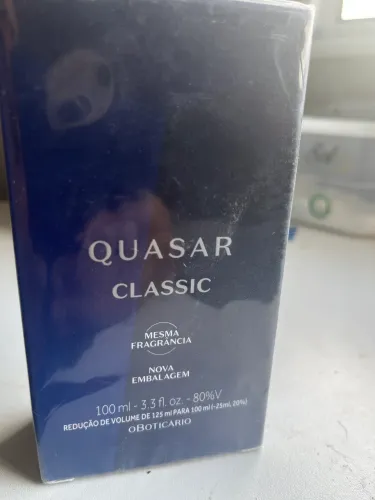 QUASAR
CLASSIC
MESMA
FRAGRÂNCIA
NOVA
EMBALAGEM
100 ml - 3.3 fl. oz. - 80%V
REDUÇÃO DE VOLUME DE 125 ml PARA 100 ml (-25ml, 20%)
oBoticário